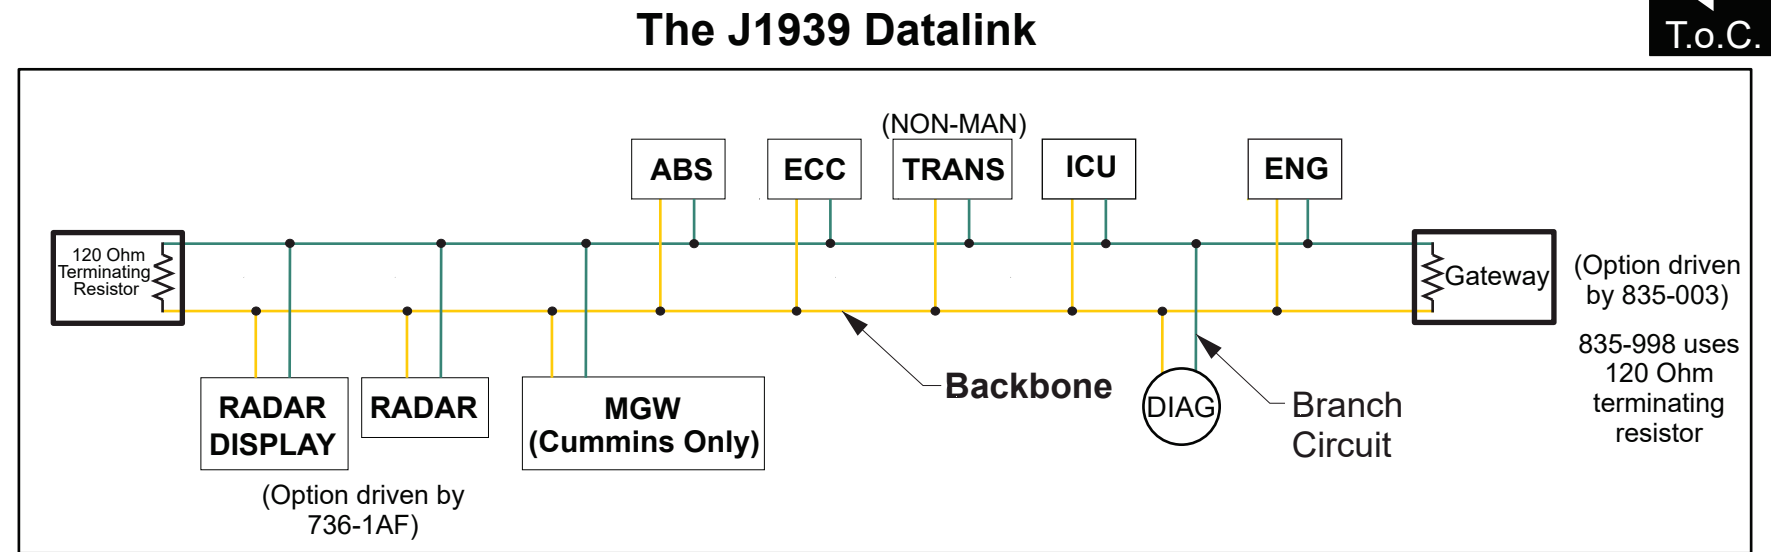 The J1939 Datalink
T.o.C.
(NON-MAN)
ABS
ECC
TRANS
ICU
ENG
120 Ohm
Terminating
Resistor
Gateway
(Option driven
by 835-003)
835-998 uses
120 Ohm
terminating
resistor
Backbone
Branch
Circuit
RADAR
DISPLAY
RADAR
MGW
(Cummins Only)
DIAG
(Option driven by
736-1AF)